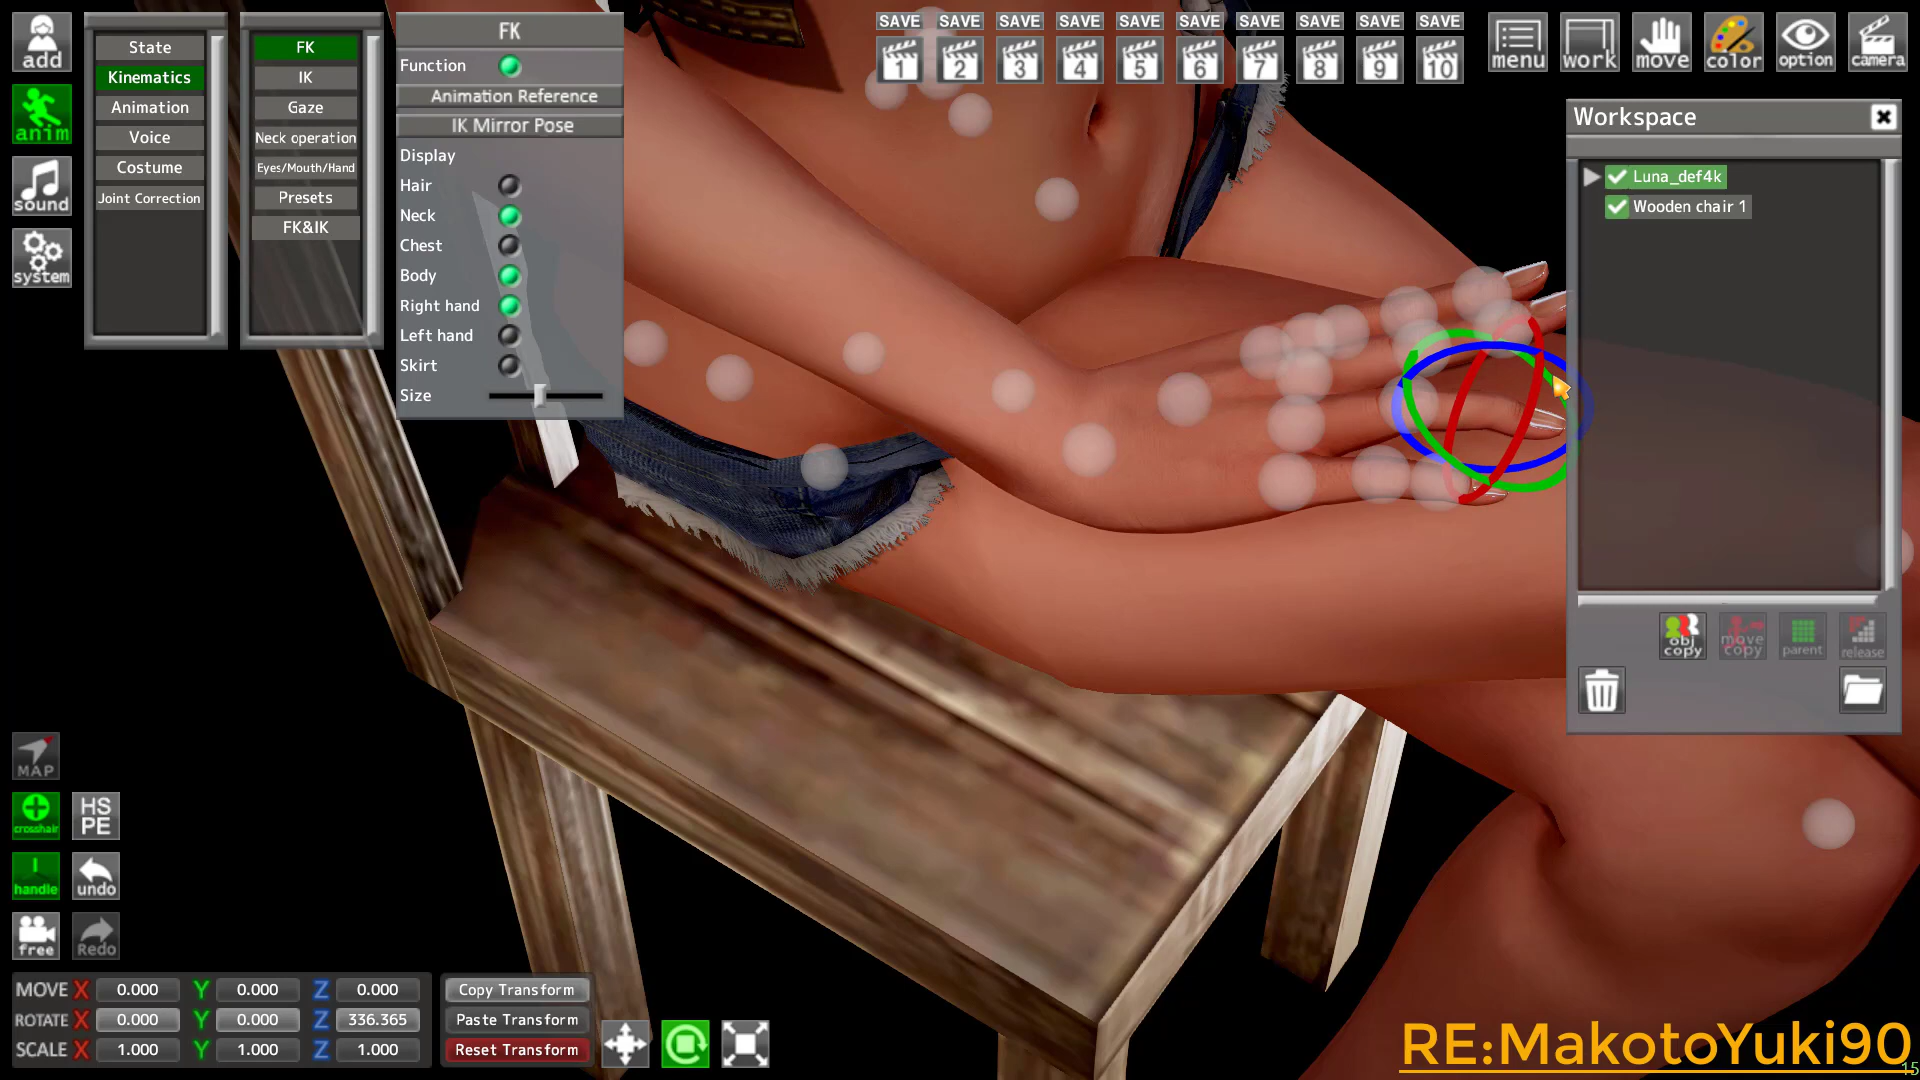 add
anim
sound
system
State
Kinematics
Animation
Voice
Costume
Joint Correction
FK
IK
Gaze
Neck operation
Eyes/Mouth/Hand
Presets
FK&IK
FK
Function
Animation Reference
IK Mirror Pose
Display
Hair
Neck
Chest
Body
Right hand
Left hand
Skirt
Size
SAVE SAVE SAVE SAVE SAVE SAVE SAVE SAVE SAVE SAVE
1 2 3 4 5 6 7 8 9 10
menu work move color option camera
Workspace
Luna_def4k
Wooden chair 1
obj copy
move copy
parent
release
MAP
crosshair
HS PE
handle
undo
free
Redo
MOVE X 0.000 Y 0.000 Z 0.000
ROTATE X 0.000 Y 0.000 Z 336.365
SCALE X 1.000 Y 1.000 Z 1.000
Copy Transform
Paste Transform
Reset Transform
RE:MakotoYuki90
15